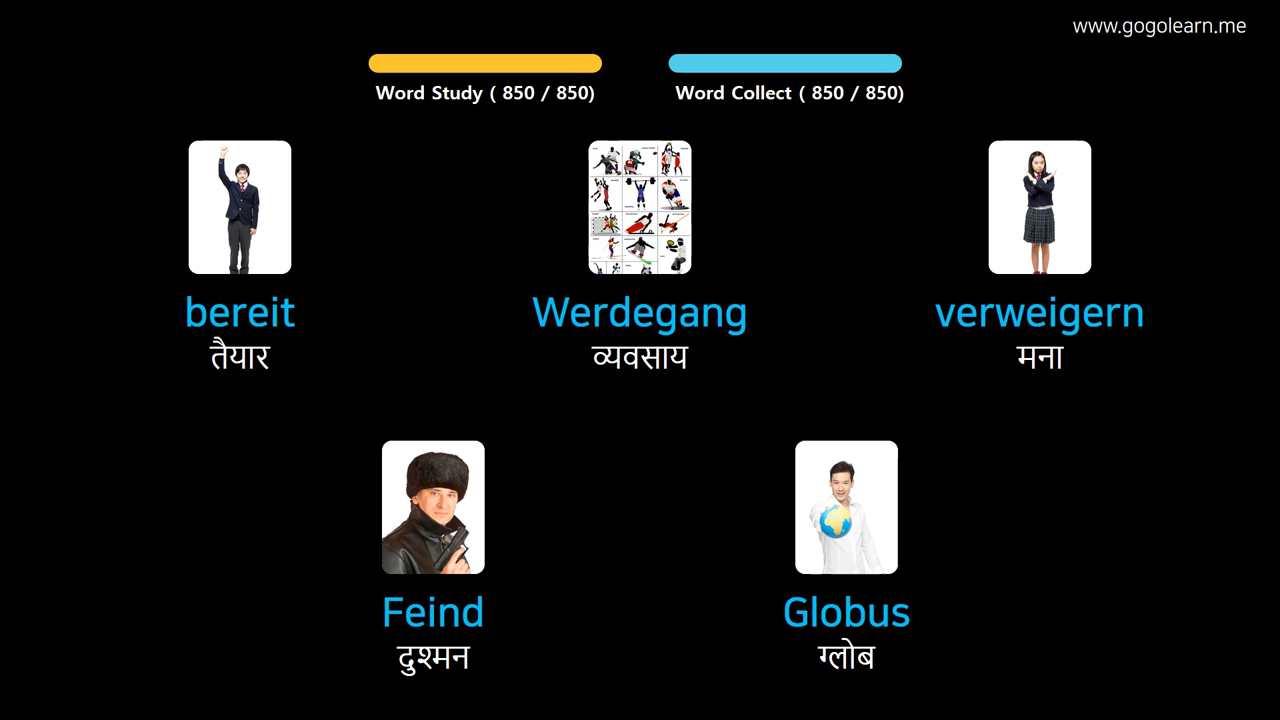 www.gogolearn.me
Word Study ( 850 / 850)
Word Collect ( 850 / 850)
bereit
तैयार
Werdegang
व्यवसाय
verweigern
मना
Feind
दुश्मन
Globus
ग्लोब